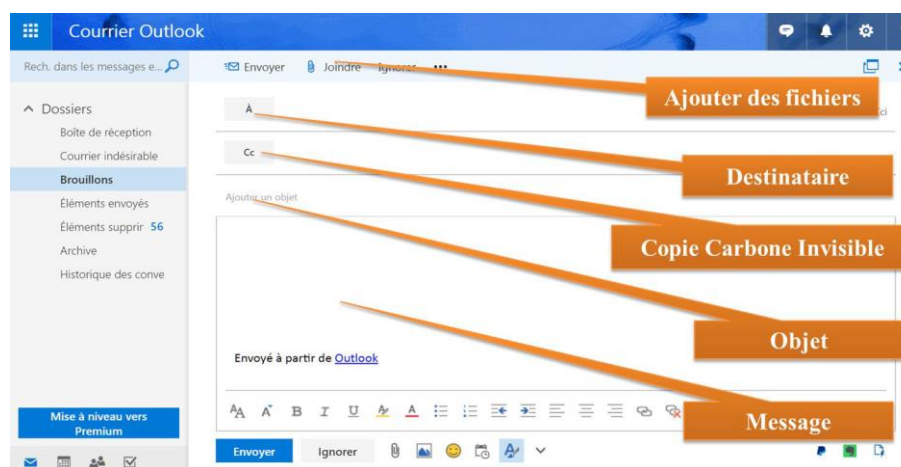 Courrier Outlook
Rech. dans les messages e...
Envoyer Joindre Ignorer ...
Ajouter des fichiers
Dossiers
À
Boîte de réception
Courrier indésirable
Cc
Brouillons
Destinataire
Éléments envoyés
Ajouter un objet
Éléments supprir 56
Archive
Copie Carbone Invisible
Historique des conve
Objet
Envoyé à partir de Outlook
Mise à niveau vers
Premium
Message
Envoyer Ignorer